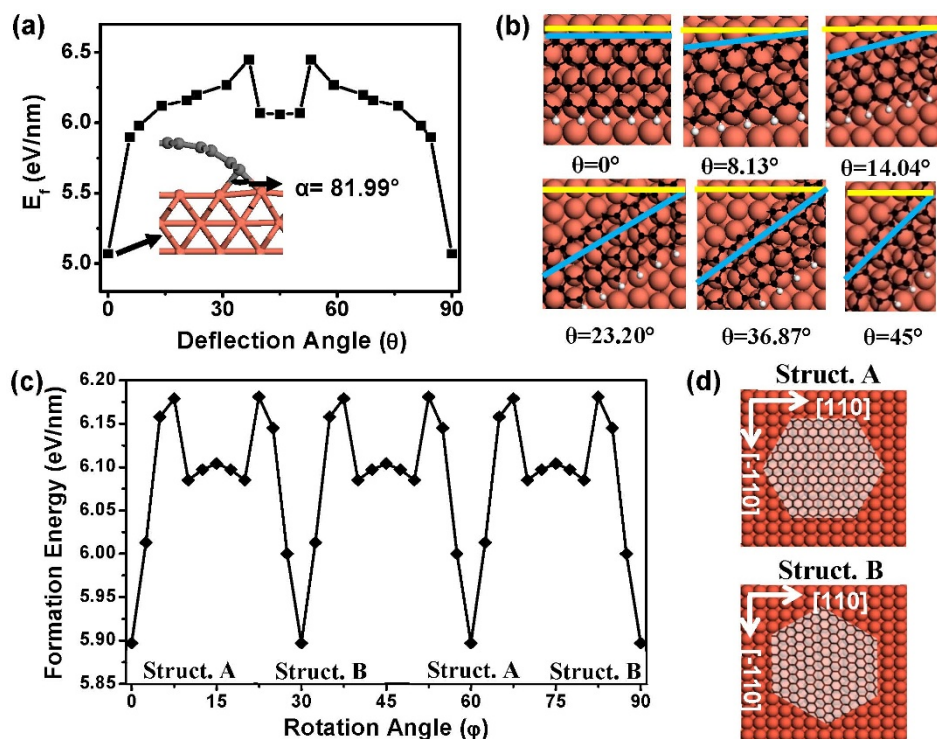 (a)
6.5
6.0
5.5
5.0
E_f (eV/nm)
α= 81.99°
0
30
60
90
Deflection Angle (θ)
(b)
θ=0°
θ=8.13°
θ=14.04°
θ=23.20°
θ=36.87°
θ=45°
(c)
6.20
6.15
6.10
6.05
6.00
5.95
5.90
5.85
Formation Energy (eV/nm)
Struct. A
Struct. B
Struct. A
Struct. B
0
15
30
45
60
75
90
Rotation Angle (φ)
(d)
Struct. A
[110]
[-110]
Struct. B
[110]
[-110]